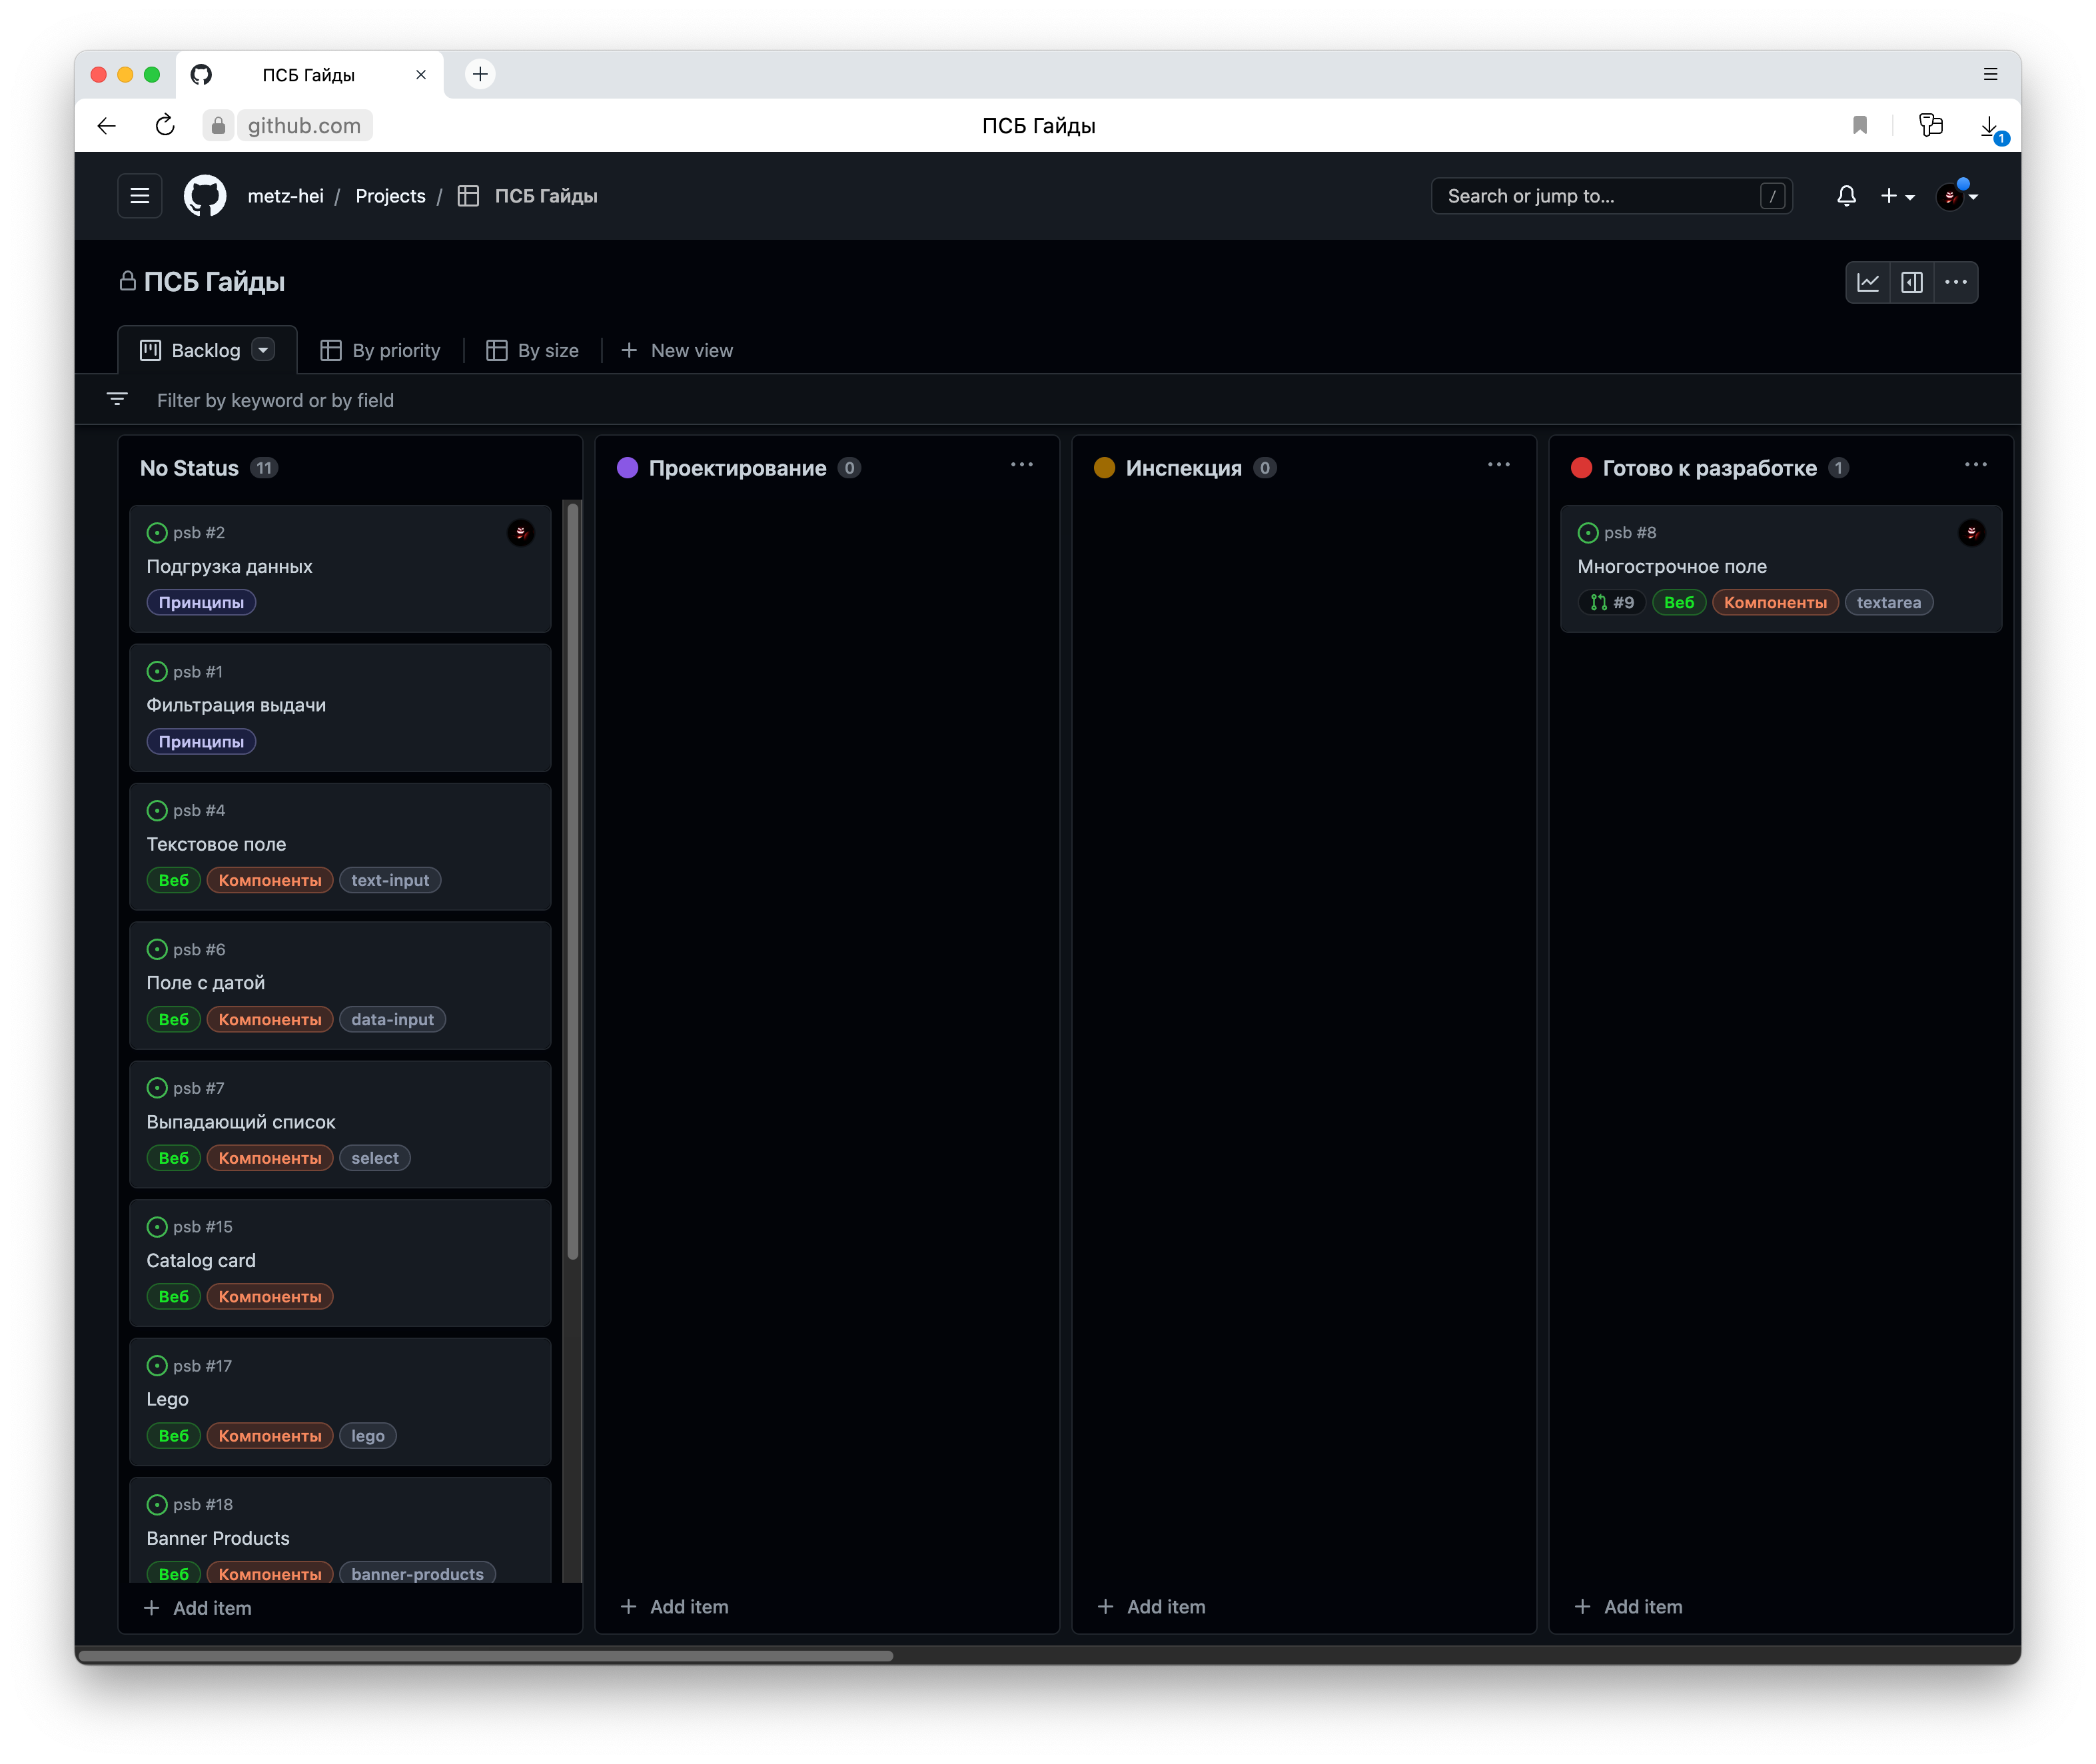 ПСБ Гайды
github.com
ПСБ Гайды
1
metz-hei / Projects / ПСБ Гайды
Search or jump to... /
ПСБ Гайды
Backlog
By priority
By size
New view
Filter by keyword or by field
No Status 11
psb #2
Подгрузка данных
Принципы
psb #1
Фильтрация выдачи
Принципы
psb #4
Текстовое поле
Веб Компоненты text-input
psb #6
Поле с датой
Веб Компоненты data-input
psb #7
Выпадающий список
Веб Компоненты select
psb #15
Catalog card
Веб Компоненты
psb #17
Lego
Веб Компоненты lego
psb #18
Banner Products
Веб Компоненты banner-products
Add item
Проектирование 0
Add item
Инспекция 0
Add item
Готово к разработке 1
psb #8
Многострочное поле
#9 Веб Компоненты textarea
Add item